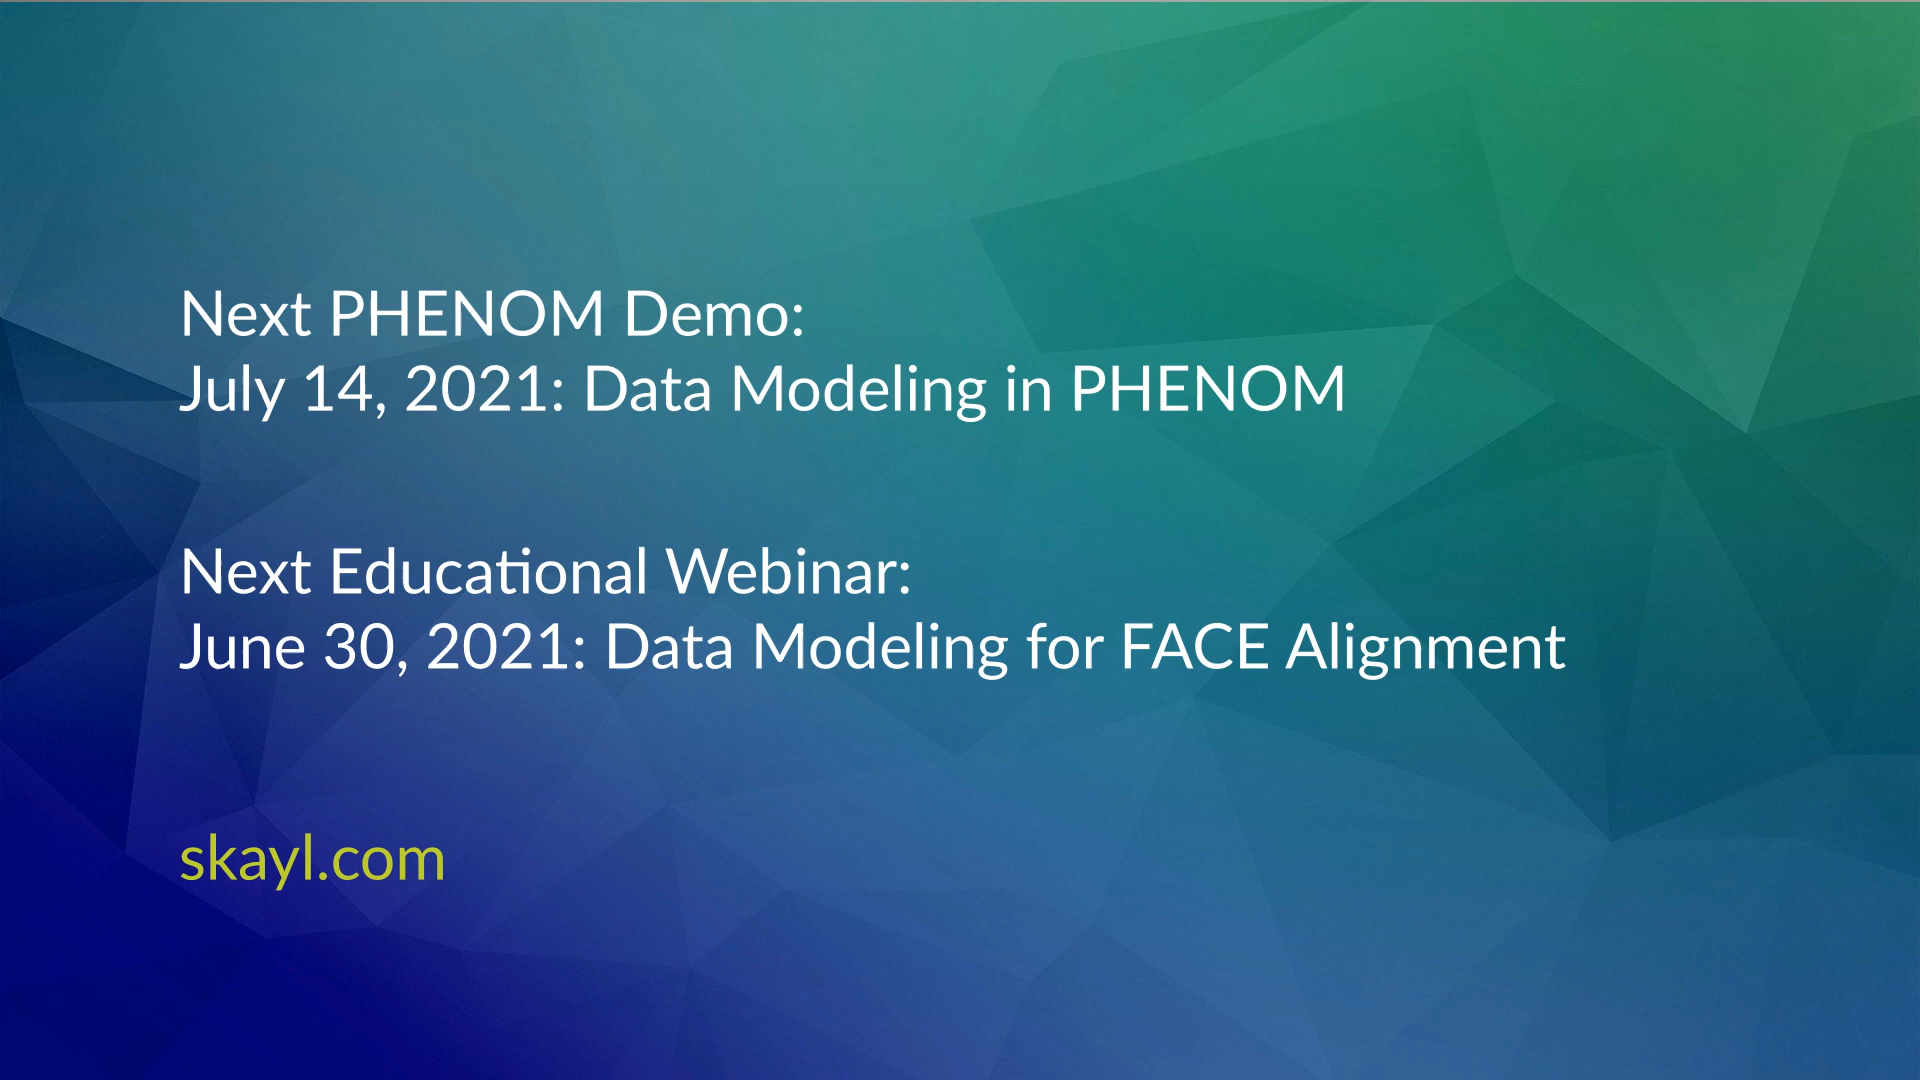 Next PHENOM Demo:
July 14, 2021: Data Modeling in PHENOM
Next Educational Webinar:
June 30, 2021: Data Modeling for FACE Alignment
skayl.com